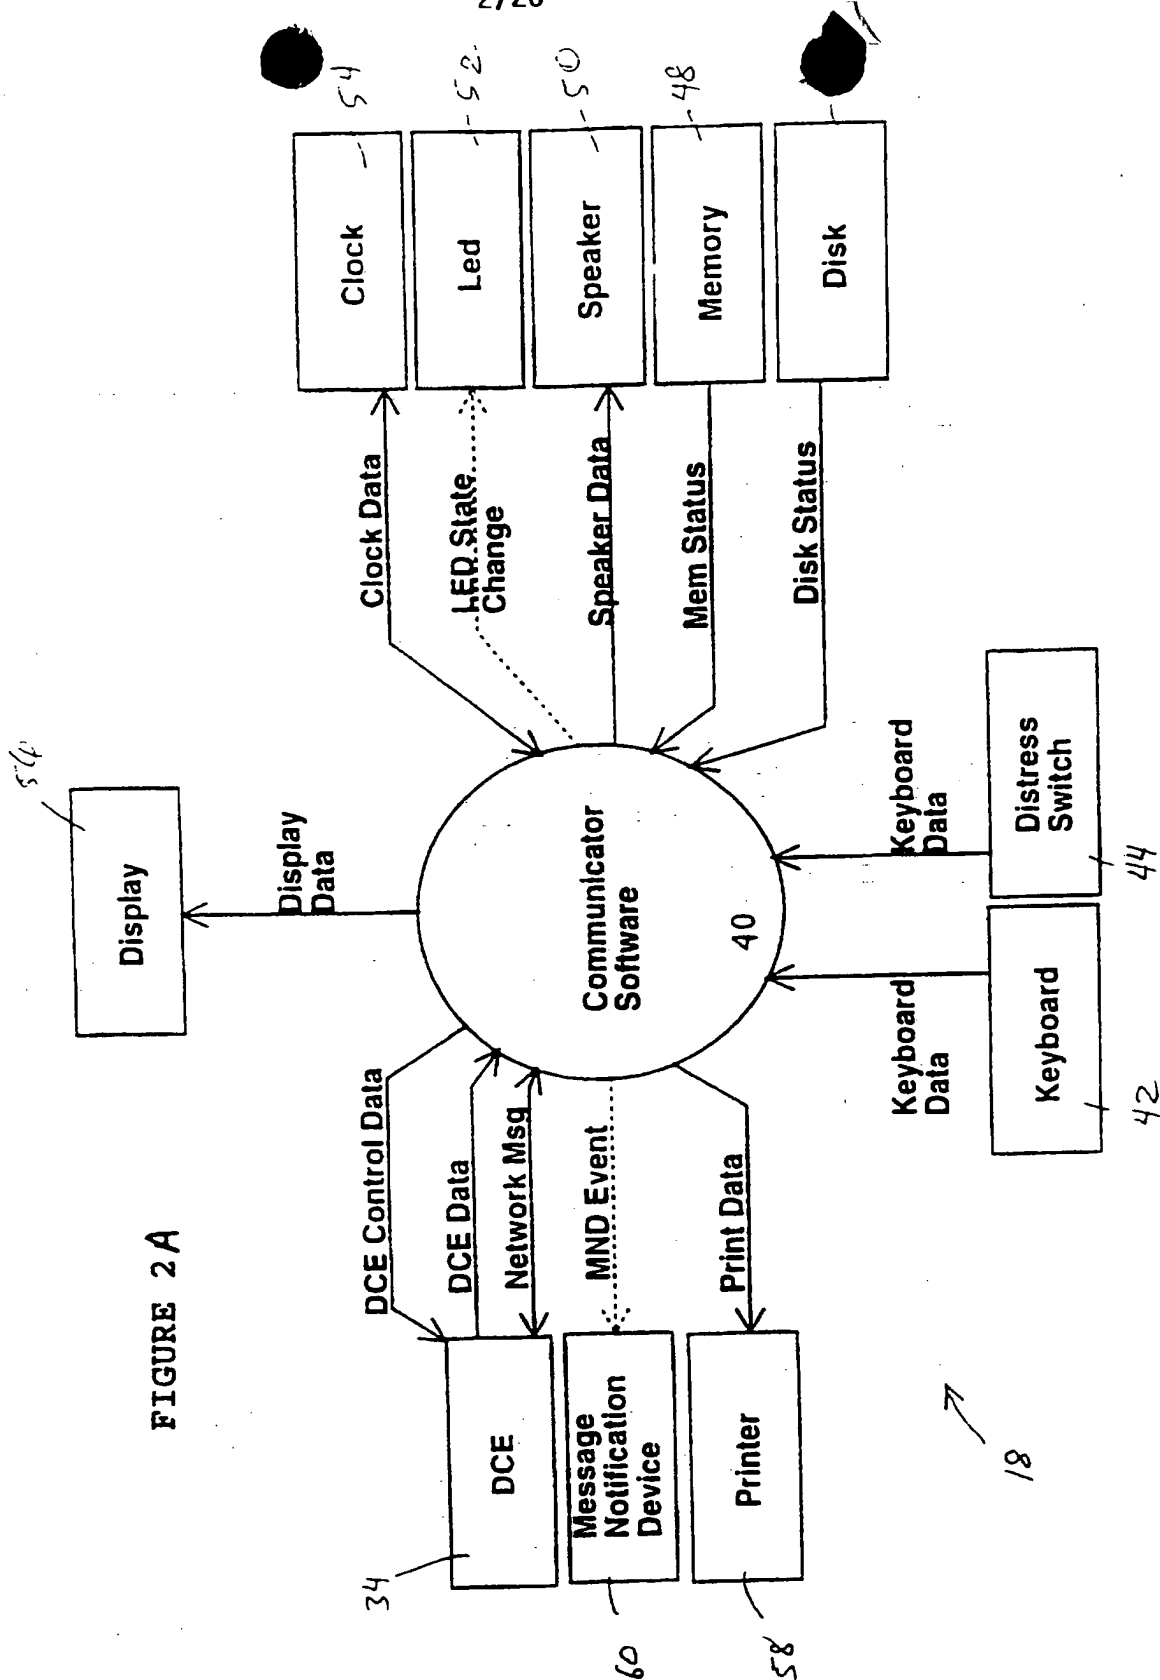 2/20
FIGURE 2A
Display
Display
Data
DCE
34
Message
Notification
Device
60
Printer
58
DCE Control Data
DCE Data
Network Msg
MND Event
Print Data
Communicator
Software
40
Clock Data
LED State
Change
Speaker Data
Mem Status
Disk Status
Clock
54
Led
52
Speaker
50
Memory
48
Disk
Keyboard
Data
Keyboard
Data
Keyboard
42
Distress
Switch
44
18